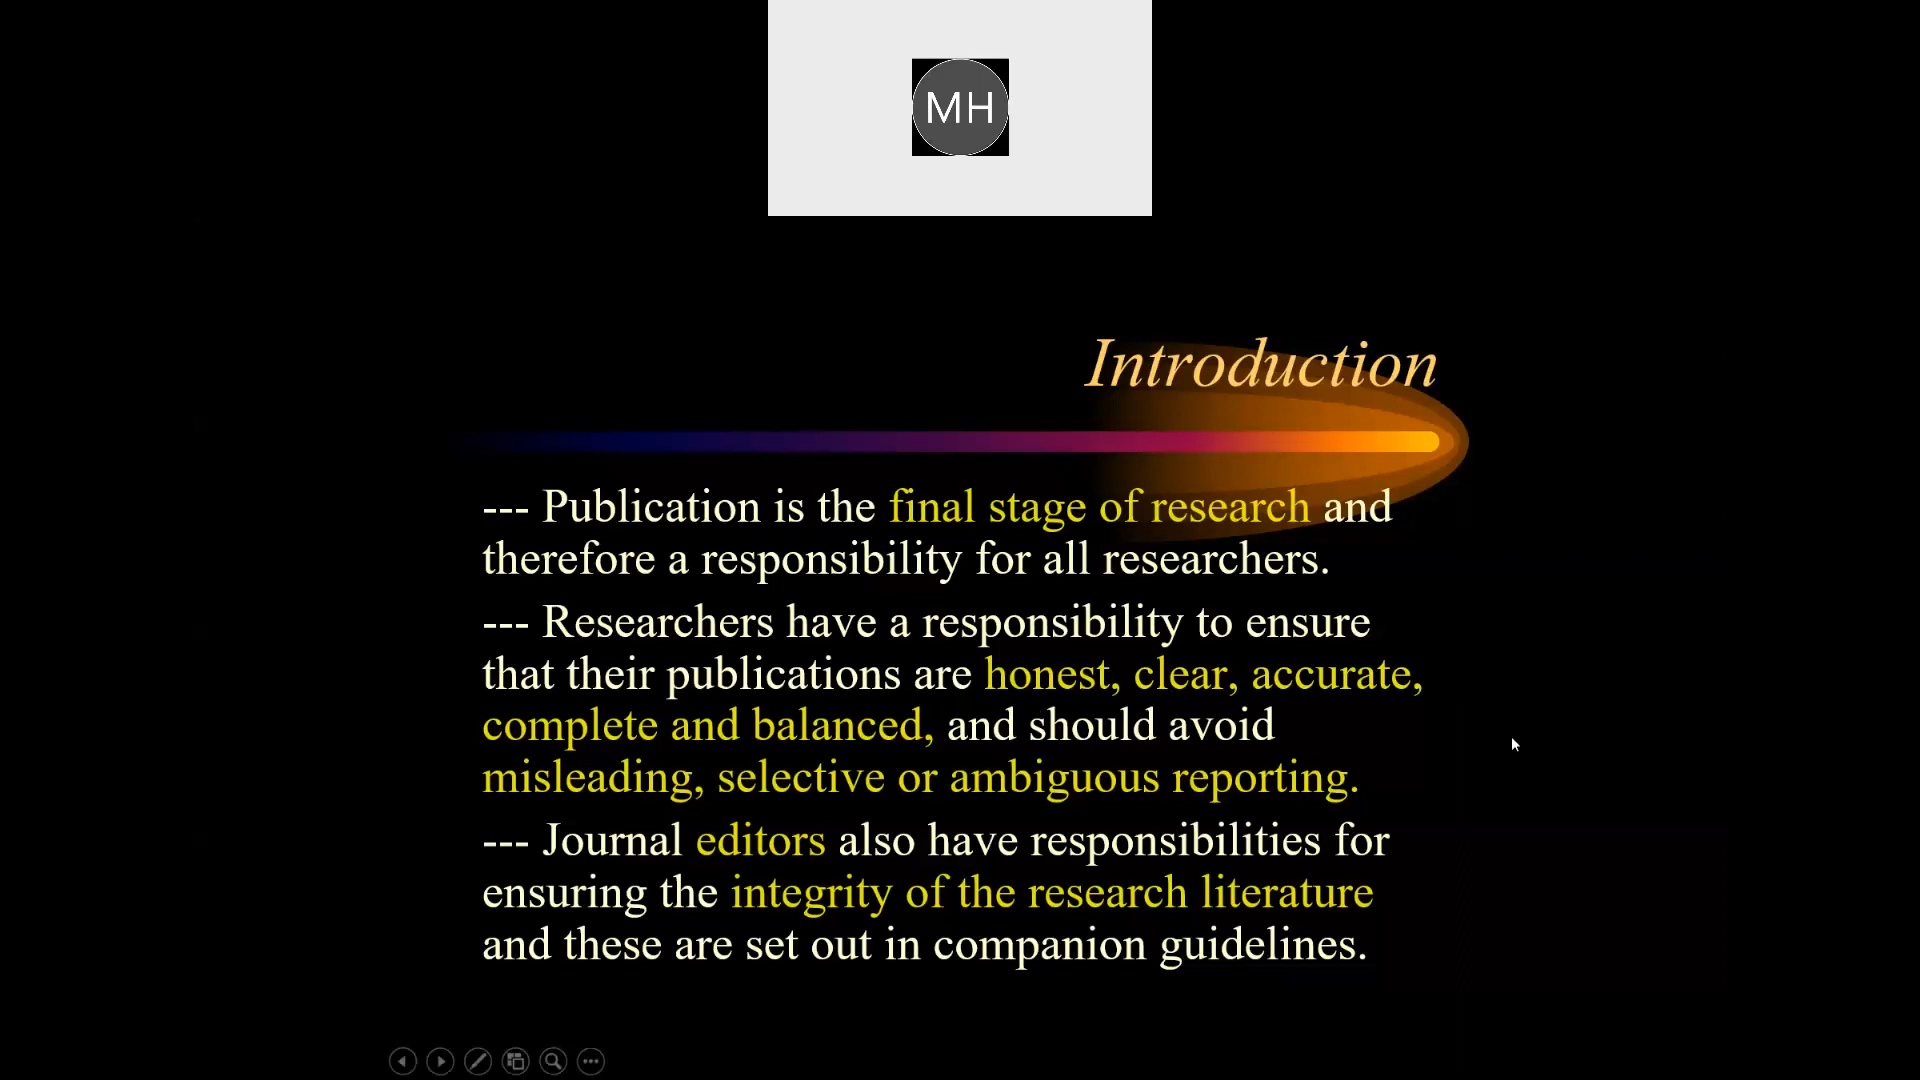 MH
Introduction
--- Publication is the final stage of research and
therefore a responsibility for all researchers.
--- Researchers have a responsibility to ensure
that their publications are honest, clear, accurate,
complete and balanced, and should avoid
misleading, selective or ambiguous reporting.
--- Journal editors also have responsibilities for
ensuring the integrity of the research literature
and these are set out in companion guidelines.